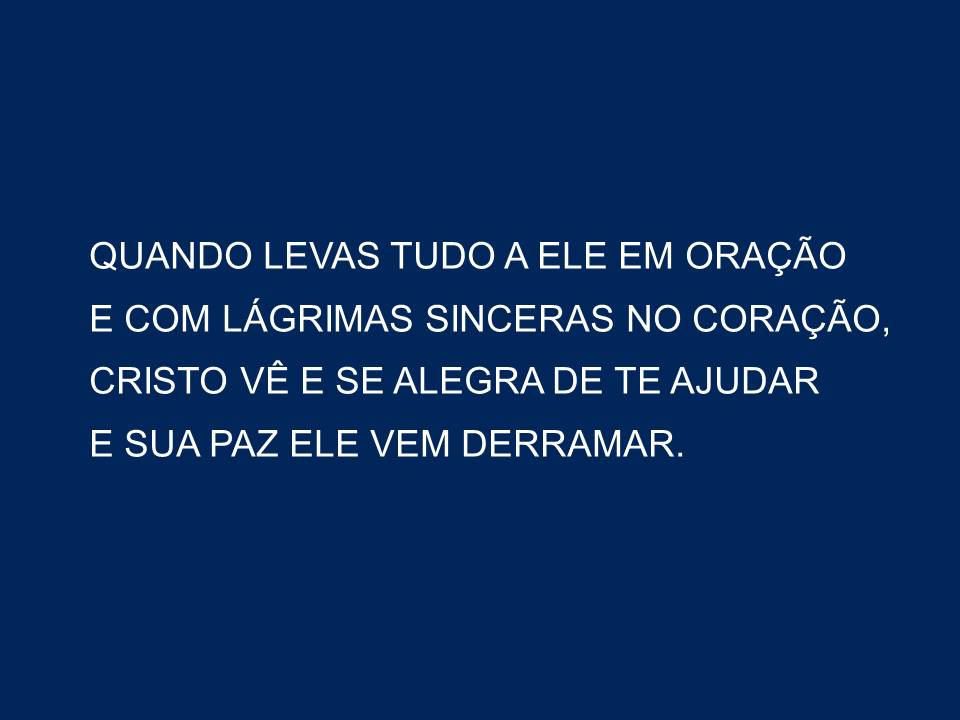 QUANDO LEVAS TUDO A ELE EM ORAÇÃO
E COM LÁGRIMAS SINCERAS NO CORAÇÃO,
CRISTO VÊ E SE ALEGRA DE TE AJUDAR
E SUA PAZ ELE VEM DERRAMAR.